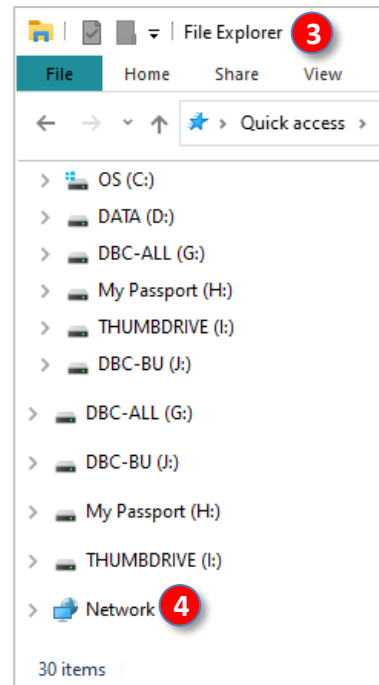 File Explorer 3
File Home Share View
Quick access
OS (C:)
DATA (D:)
DBC-ALL (G:)
My Passport (H:)
THUMBDRIVE (I:)
DBC-BU (J:)
DBC-ALL (G:)
DBC-BU (J:)
My Passport (H:)
THUMBDRIVE (I:)
Network 4
30 items